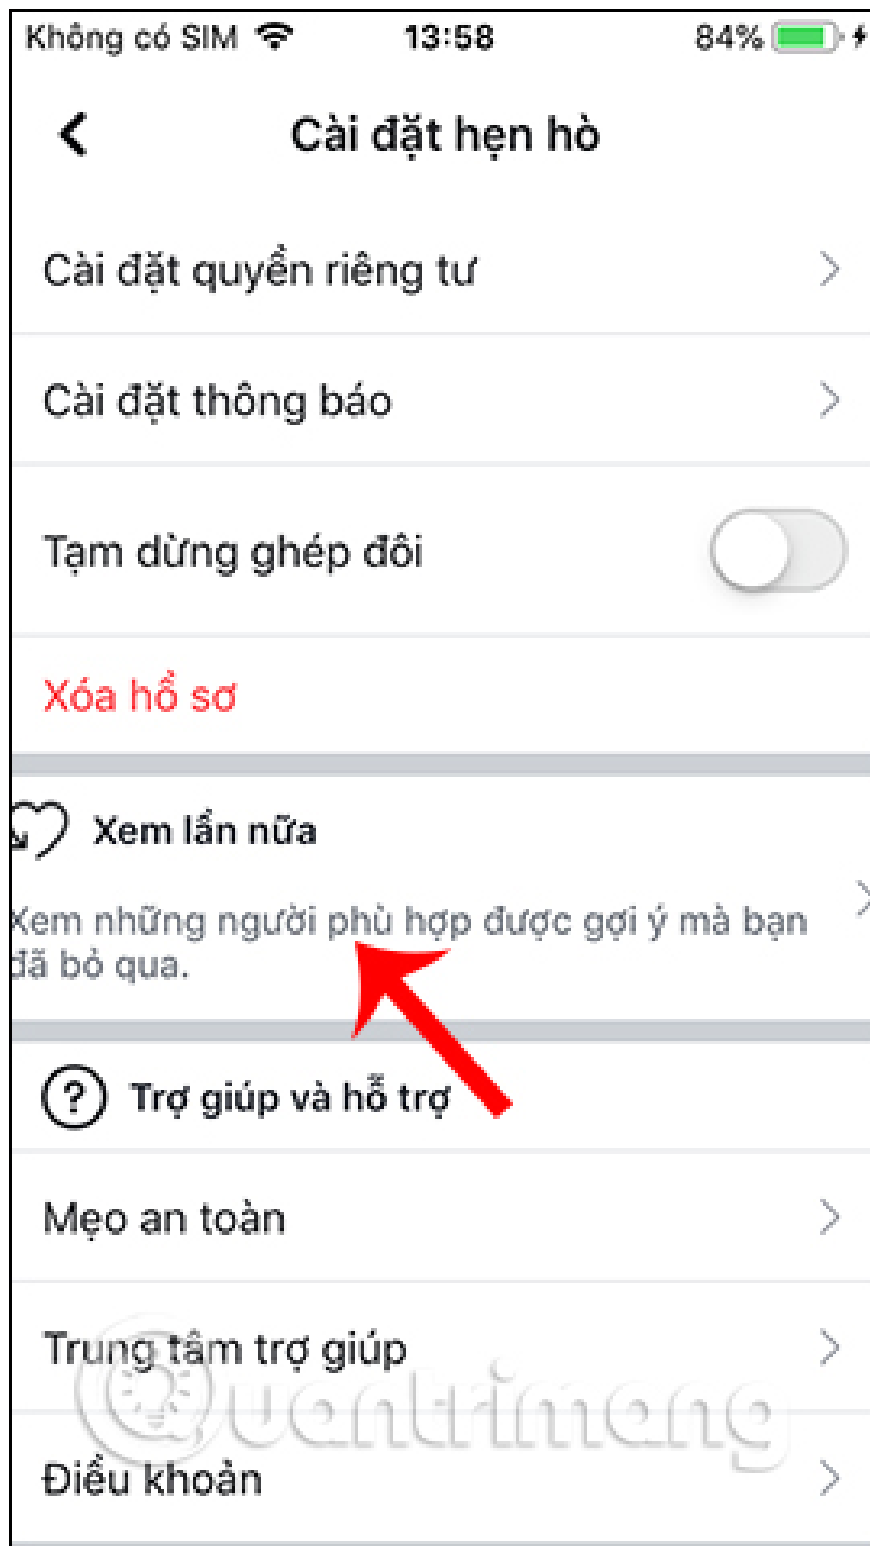 Không có SIM 13:58 84%
Cài đặt hẹn hò
Cài đặt quyền riêng tư
Cài đặt thông báo
Tạm dừng ghép đôi
Xóa hồ sơ
Xem lần nữa
Xem những người phù hợp được gợi ý mà bạn
đã bỏ qua.
Trợ giúp và hỗ trợ
Mẹo an toàn
Trung tâm trợ giúp
Quantrimang
Điều khoản